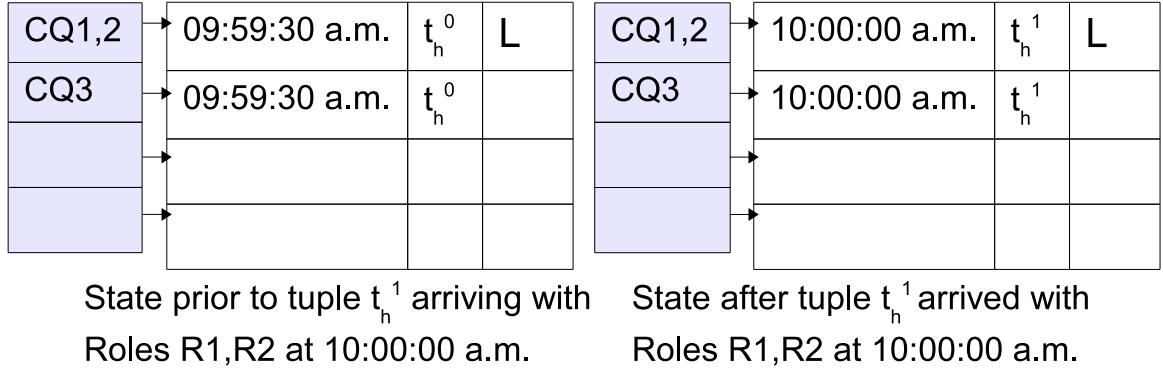 CQ1,2 09:59:30 a.m. t_h^0 L
CQ3 09:59:30 a.m. t_h^0
State prior to tuple t_h^1 arriving with
Roles R1,R2 at 10:00:00 a.m.
CQ1,2 10:00:00 a.m. t_h^1 L
CQ3 10:00:00 a.m. t_h^1
State after tuple t_h^1 arrived with
Roles R1,R2 at 10:00:00 a.m.